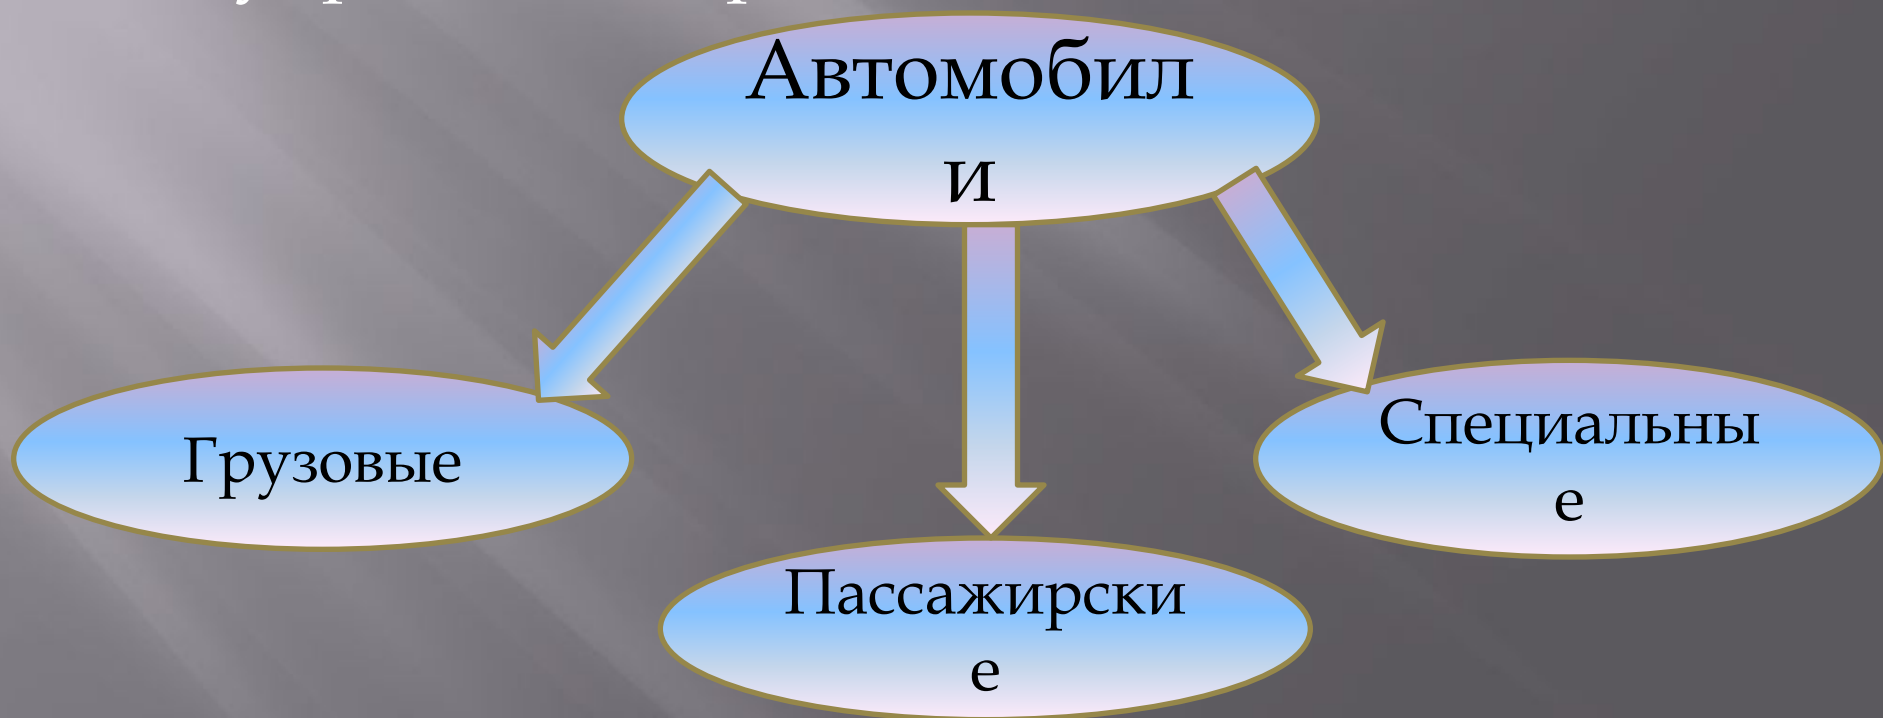 Автомобил
и
Грузовые
Специальны
е
Пассажирски
е